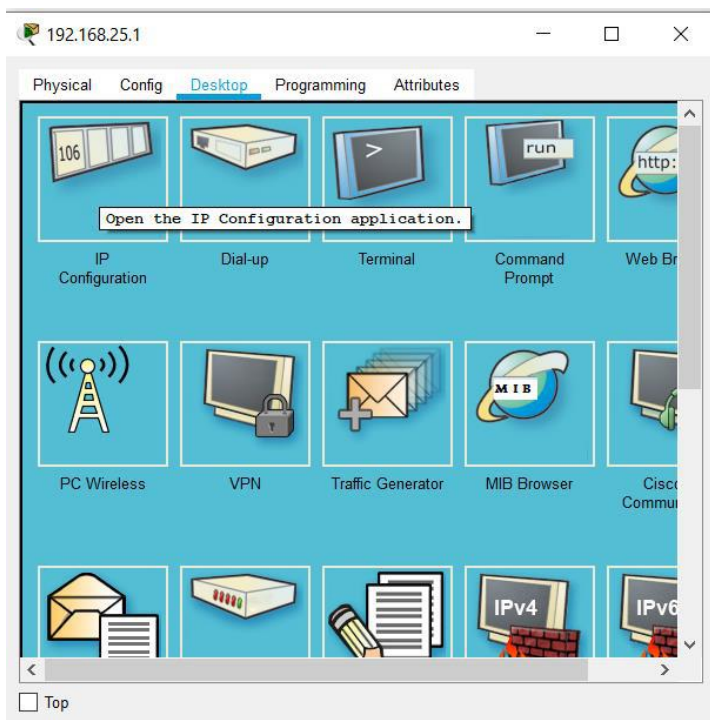 192.168.25.1
Physical Config Desktop Programming Attributes
106
>
run
http:
Open the IP Configuration application.
IP
Configuration
Dial-up
Terminal
Command
Prompt
Web Br
PC Wireless
VPN
Traffic Generator
MIB
MIB Browser
Cisco
Commu
IPv4
IPv6
Top